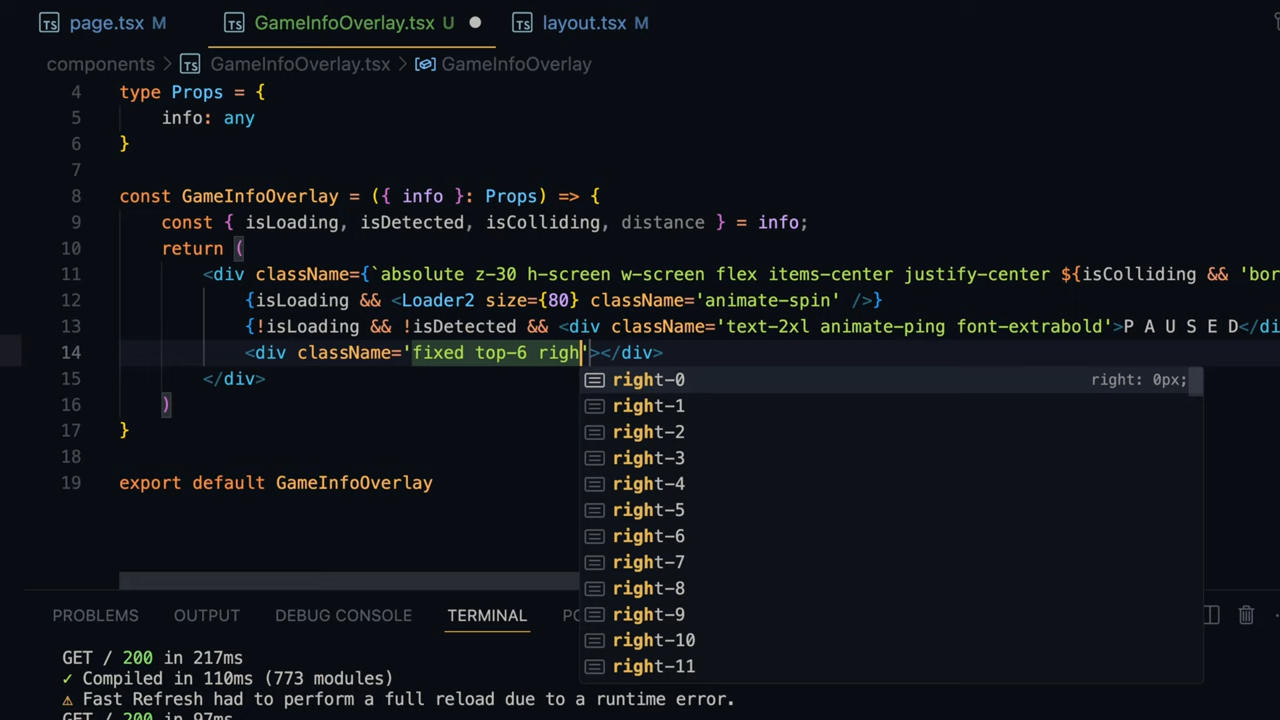 TS page.tsx M TS GameInfoOverlay.tsx U TS layout.tsx M
components > TS GameInfoOverlay.tsx > GameInfoOverlay
4 type Props = {
5 info: any
6 }
7
8 const GameInfoOverlay = ({ info }: Props) => {
9 const { isLoading, isDetected, isColliding, distance } = info;
10 return (
11 <div className={`absolute z-30 h-screen w-screen flex items-center justify-center ${isColliding && 'bor
12 {isLoading && <Loader2 size={80} className='animate-spin' />}
13 {!isLoading && !isDetected && <div className='text-2xl animate-ping font-extrabold'>P A U S E D</di
14 <div className='fixed top-6 righ'></div>
15 </div>
16 )
17 }
18
19 export default GameInfoOverlay
right-0 right: 0px;
right-1
right-2
right-3
right-4
right-5
right-6
right-7
right-8
right-9
right-10
right-11
PROBLEMS OUTPUT DEBUG CONSOLE TERMINAL PO
GET / 200 in 217ms
✓ Compiled in 110ms (773 modules)
⚠ Fast Refresh had to perform a full reload due to a runtime error.
GET / 200 in 97ms